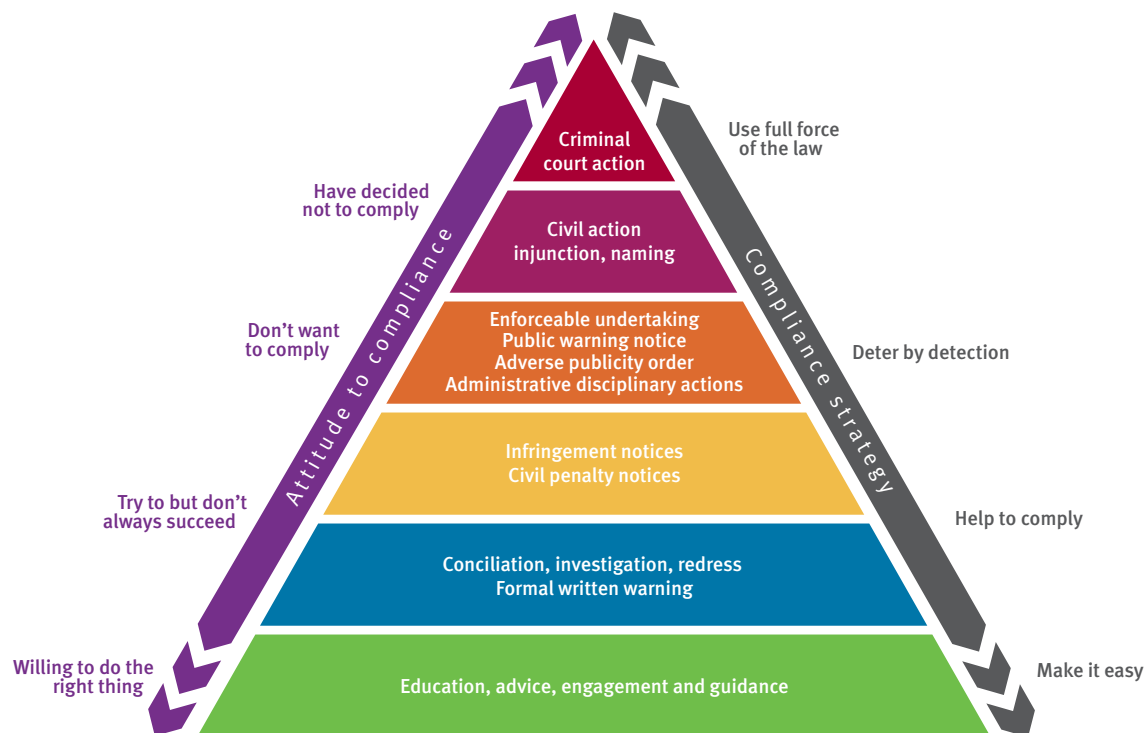 Criminal
court action
Use full force
of the law
Have decided
not to comply
Civil action
injunction, naming
Attitude to compliance
Compliance strategy
Don’t want
to comply
Enforceable undertaking
Public warning notice
Adverse publicity order
Administrative disciplinary actions
Deter by detection
Infringement notices
Civil penalty notices
Try to but don’t
always succeed
Help to comply
Conciliation, investigation, redress
Formal written warning
Willing to do the
right thing
Education, advice, engagement and guidance
Make it easy